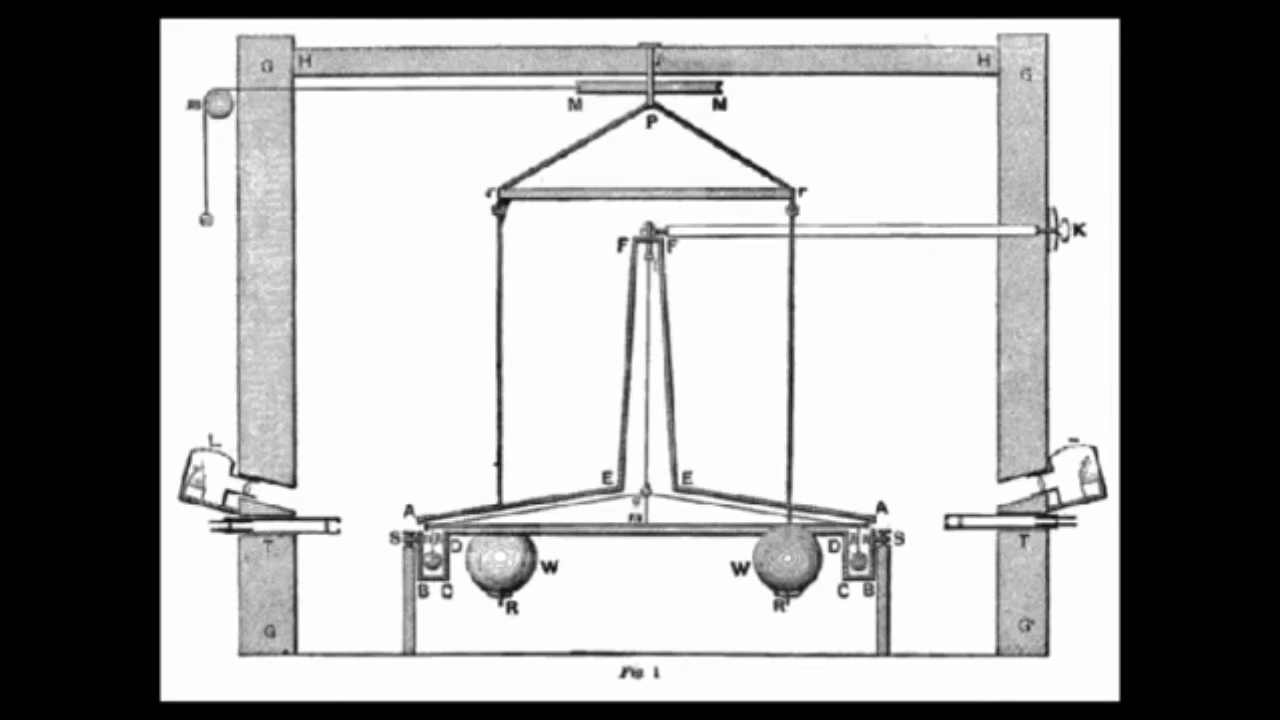 G H H G
m M M
P
r r
F F K
L
E E
A A
S D D S
T T
B C W W C B
R R
G G'
Fig 1